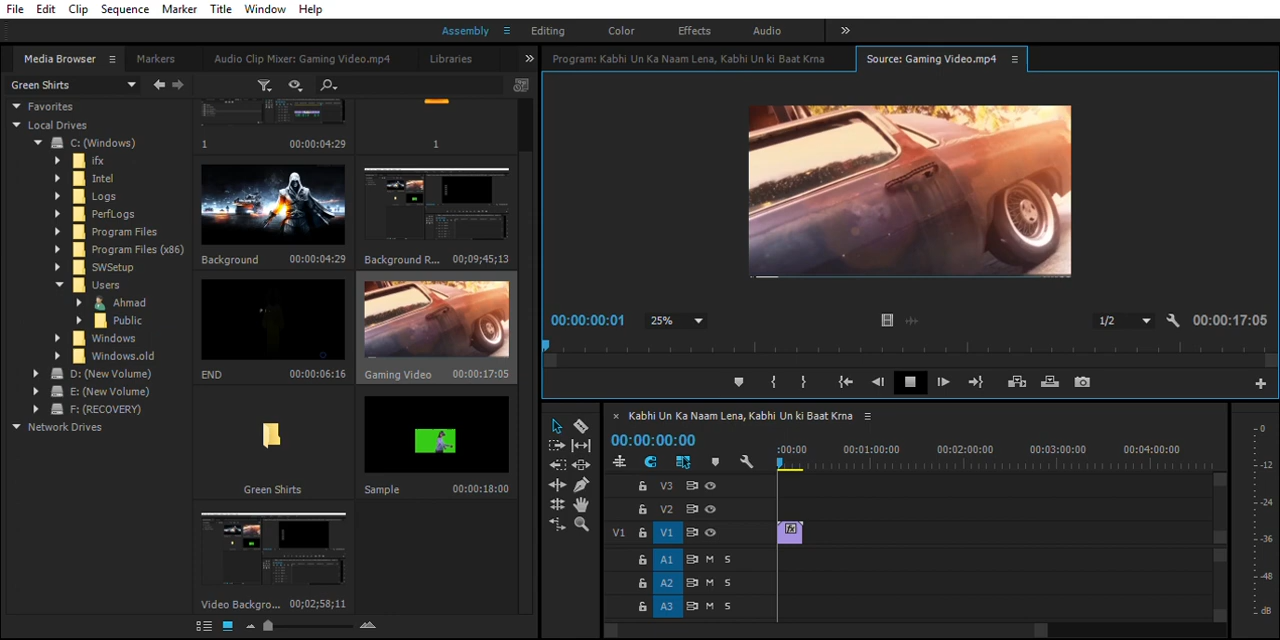 File Edit Clip Sequence Marker Title Window Help
Assembly Editing Color Effects Audio
Media Browser Markers Audio Clip Mixer: Gaming Video.mp4 Libraries
Program: Kabhi Un Ka Naam Lena, Kabhi Un ki Baat Krna Source: Gaming Video.mp4
Green Shirts
Favorites
Local Drives
C: (Windows)
ifx
Intel
Logs
PerfLogs
Program Files
Program Files (x86)
SWSetup
Users
Ahmad
Public
Windows
Windows.old
D: (New Volume)
E: (New Volume)
F: (RECOVERY)
Network Drives
1 00:00:04:29
1
Background 00:00:04:29
Background R... 00;09;45;13
END 00:00:06:16
Gaming Video 00:00:17:05
Green Shirts
Sample 00:00:18:00
Video Backgro... 00;02;58;11
00:00:00:01 25% 1/2 00:00:17:05
Kabhi Un Ka Naam Lena, Kabhi Un ki Baat Krna
00:00:00:00
:00:00 00:01:00:00 00:02:00:00 00:03:00:00 00:04:00:00
V3
V2
V1 V1 fx
A1 M S
A2 M S
A3 M S
0
-12
-24
-36
-48
dB